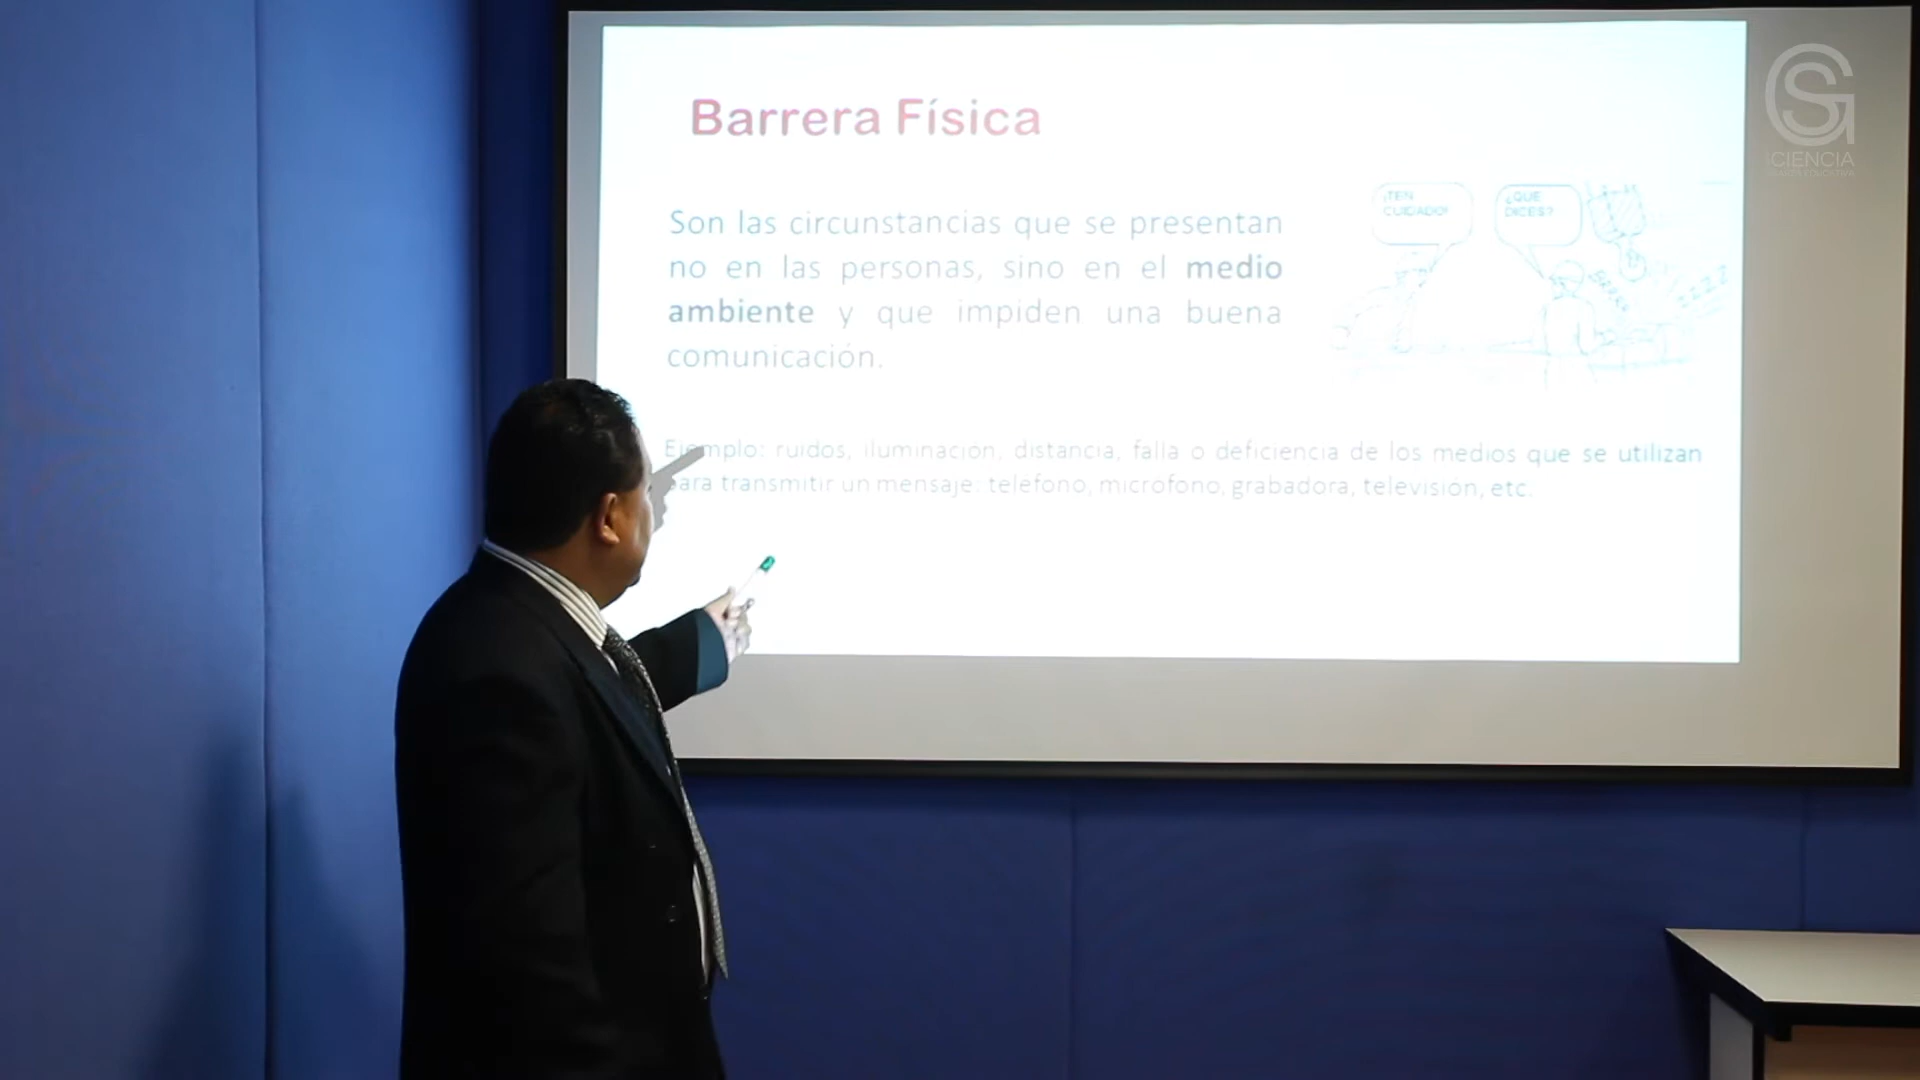 Barrera Física
Son las circunstancias que se presentan
no en las personas, sino en el medio
ambiente y que impiden una buena
comunicación.
¡TEN
CUIDADO!
¿QUE
DICES?
Ejemplo: ruidos, iluminación, distancia, falla o deficiencia de los medios que se utilizan
para transmitir un mensaje: telefono, microfono, grabadora, televisión, etc.
CIENCIA